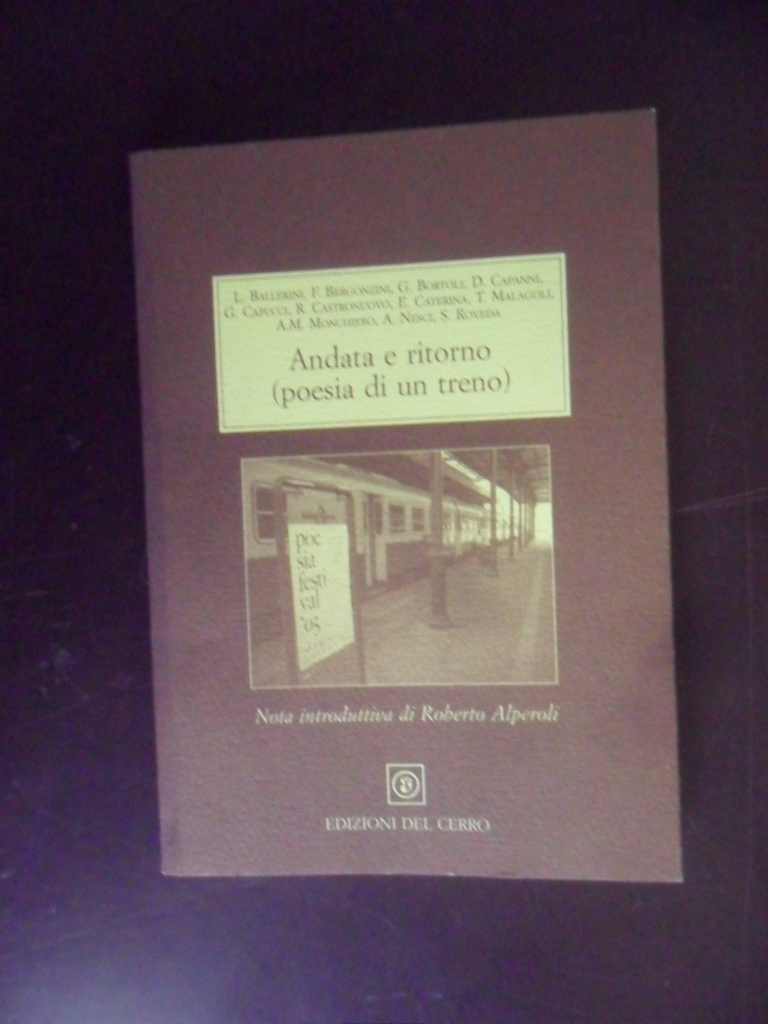 L. BALLERINI, F. BERGONZINI, G. BORTOLI, D. CAPANNI,
G. CAPUCCI, R. CASTRONUOVO, E. CATERINA, T. MALAGOLI,
A.M. MONCHIERO, A. NESCI, S. ROVEDA
Andata e ritorno
(poesia di un treno)
poe
sia
festi
val
'05
Nota introduttiva di Roberto Alperoli
EDIZIONI DEL CERRO